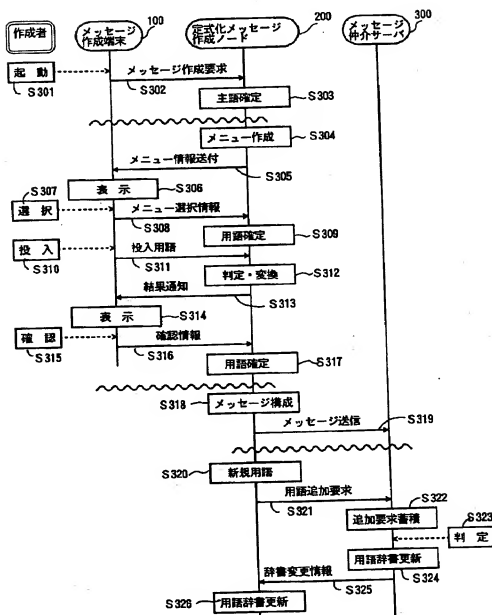 作成者
メッセージ
作成端末
100
定式化メッセージ
作成ノード
200
メッセージ
仲介サーバ
300
起 動
S301
メッセージ作成要求
S302
主語確定
S303
メニュー作成
S304
メニュー情報送付
S305
表 示
S306
S307
選 択
メニュー選択情報
S308
用語確定
S309
投 入
S310
投入用語
S311
判定・変換
S312
結果通知
S313
表 示
S314
確 認
S315
確認情報
S316
用語確定
S317
S318
メッセージ構成
メッセージ送信
S319
S320
新規用語
用語追加要求
S321
S322
追加要求蓄積
S323
判 定
用語辞書更新
S324
辞書変更情報
S325
S326
用語辞書更新